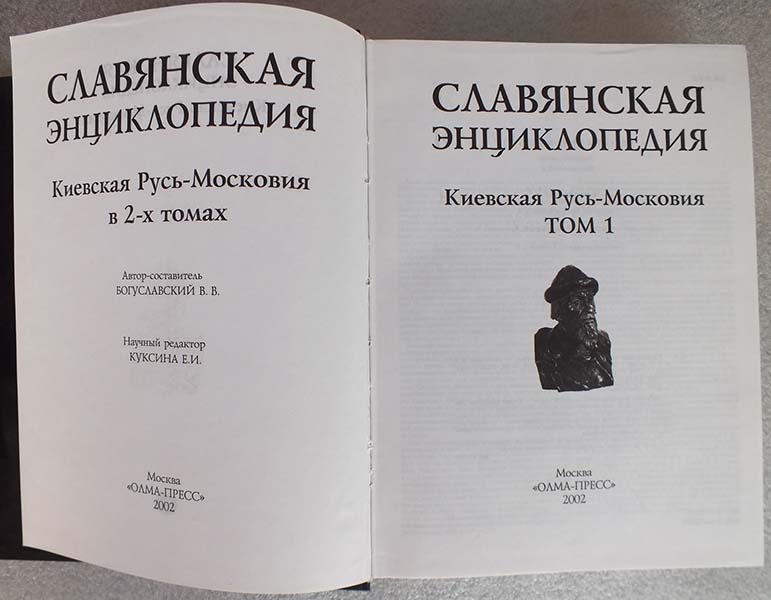 СЛАВЯНСКАЯ
ЭНЦИКЛОПЕДИЯ
Киевская Русь-Московия
в 2-х томах
Автор-составитель
БОГУСЛАВСКИЙ В. В.
Научный редактор
КУКСИНА Е.И.
Москва
«ОЛМА-ПРЕСС»
2002
СЛАВЯНСКАЯ
ЭНЦИКЛОПЕДИЯ
Киевская Русь-Московия
ТОМ 1
Москва
«ОЛМА-ПРЕСС»
2002